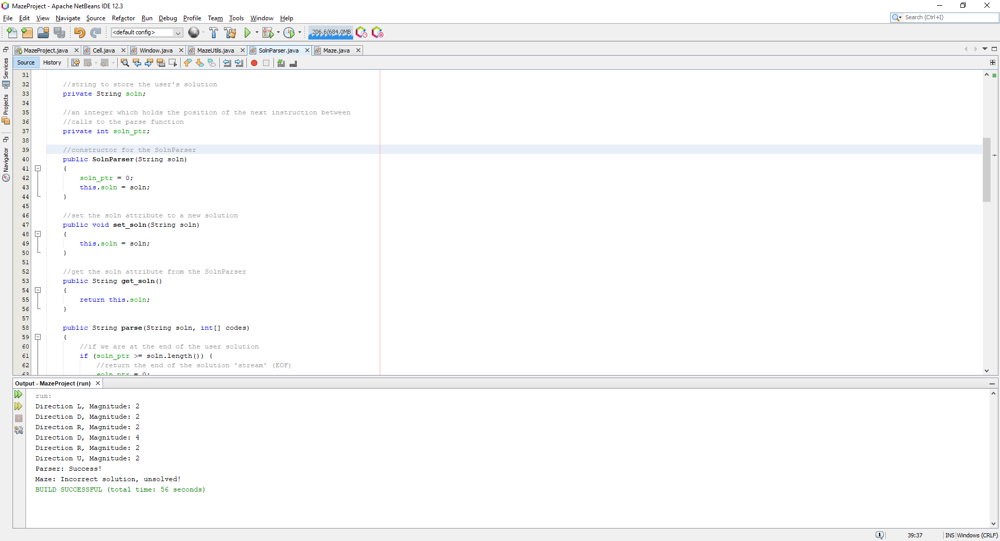 MazeProject - Apache NetBeans IDE 12.3
File Edit View Navigate Source Refactor Run Debug Profile Team Tools Window Help
Search (Ctrl+I)
<default config>
206.6/684.0MB
MazeProject.java Cell.java Window.java MazeUtils.java SolnParser.java Maze.java
Source History
Services
Projects
Navigator
31
32 //string to store the user's solution
33 private String soln;
34
35 //an integer which holds the position of the next instruction between
36 //calls to the parse function
37 private int soln_ptr;
38
39 //constructor for the SolnParser
40 public SolnParser(String soln)
41 {
42 soln_ptr = 0;
43 this.soln = soln;
44 }
45
46 //set the soln attribute to a new solution
47 public void set_soln(String soln)
48 {
49 this.soln = soln;
50 }
51
52 //get the soln attribute from the SolnParser
53 public String get_soln()
54 {
55 return this.soln;
56 }
57
58 public String parse(String soln, int[] codes)
59 {
60 //if we are at the end of the user solution
61 if (soln_ptr >= soln.length()) {
62 //return the end of the solution 'stream' (EOF)
63 soln_ptr = 0;
Output - MazeProject (run)
run:
Direction L, Magnitude: 2
Direction D, Magnitude: 2
Direction R, Magnitude: 2
Direction D, Magnitude: 4
Direction R, Magnitude: 2
Direction U, Magnitude: 2
Parser: Success!
Maze: Incorrect solution, unsolved!
BUILD SUCCESSFUL (total time: 56 seconds)
1 39:37 INS Windows (CRLF)